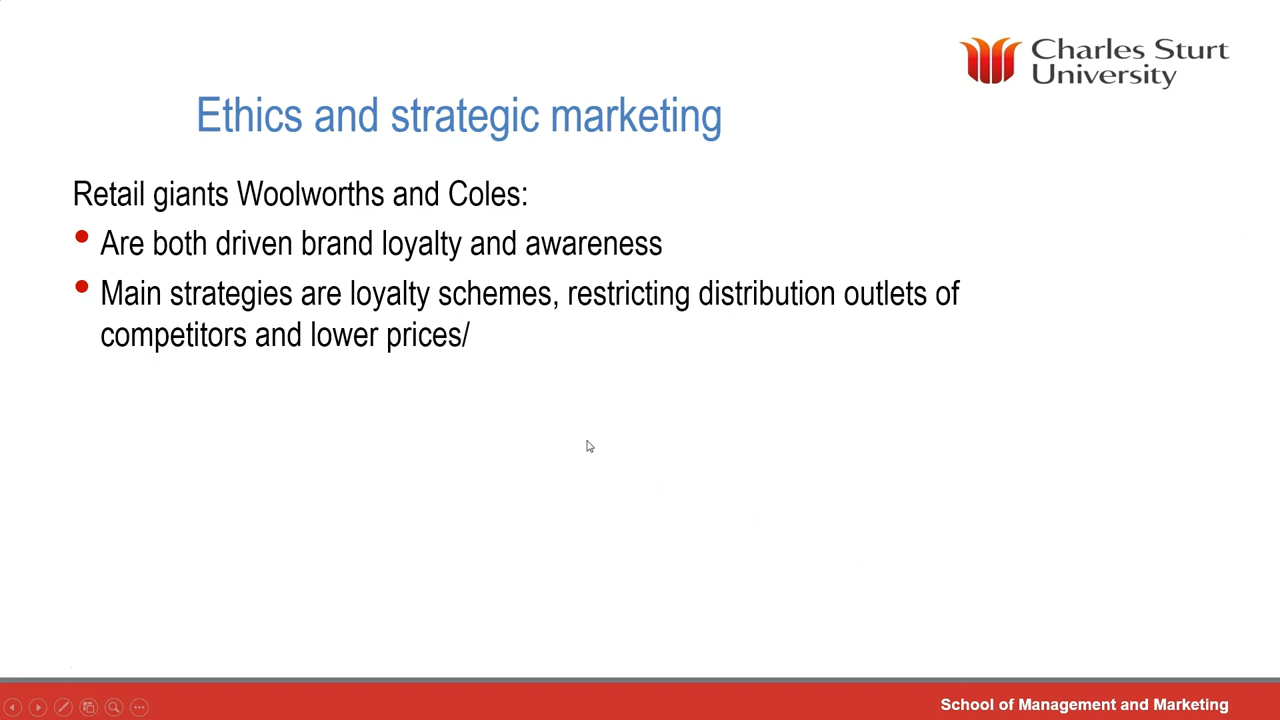 Charles Sturt
University
Ethics and strategic marketing
Retail giants Woolworths and Coles:
• Are both driven brand loyalty and awareness
• Main strategies are loyalty schemes, restricting distribution outlets of
competitors and lower prices/
School of Management and Marketing